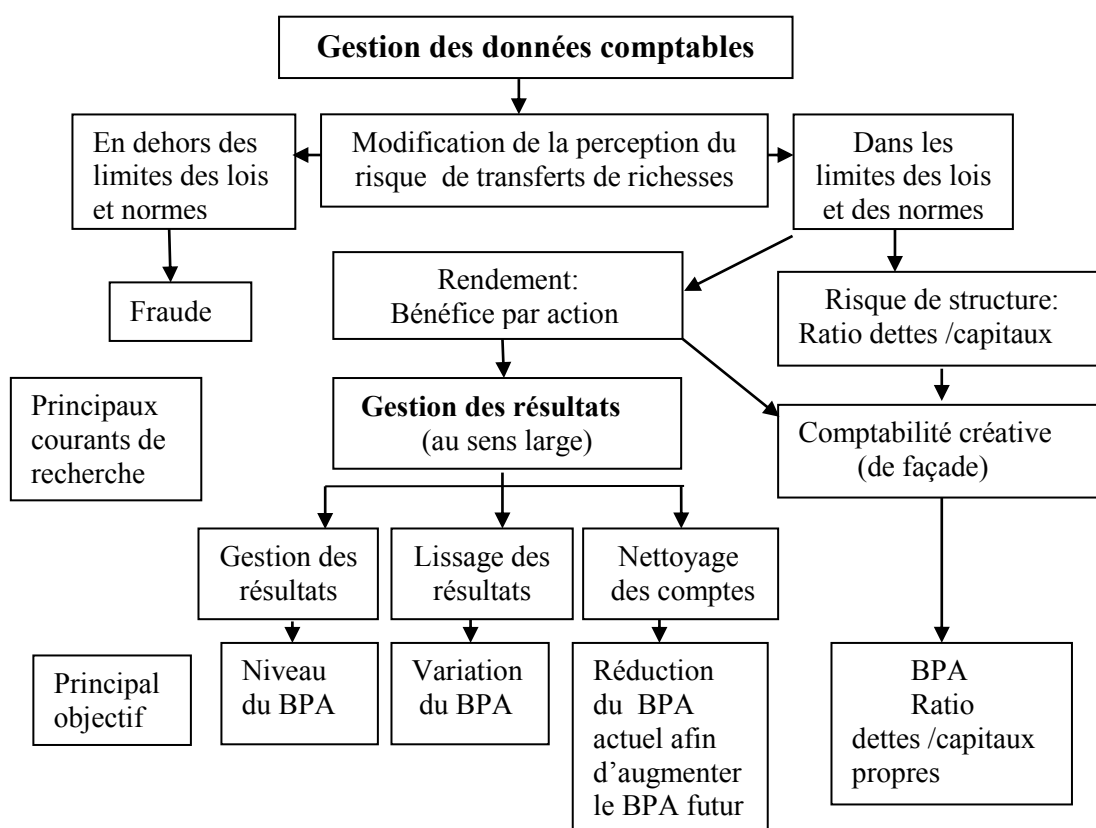 Gestion des données comptables
En dehors des
limites des lois
et normes
Modification de la perception du
risque de transferts de richesses
Dans les
limites des lois
et des normes
Fraude
Rendement:
Bénéfice par action
Risque de structure:
Ratio dettes /capitaux
Principaux
courants de
recherche
Gestion des résultats
(au sens large)
Comptabilité créative
(de façade)
Gestion des
résultats
Lissage des
résultats
Nettoyage
des comptes
Principal
objectif
Niveau
du BPA
Variation
du BPA
Réduction
du BPA
actuel afin
d’augmenter
le BPA futur
BPA
Ratio
dettes /capitaux
propres